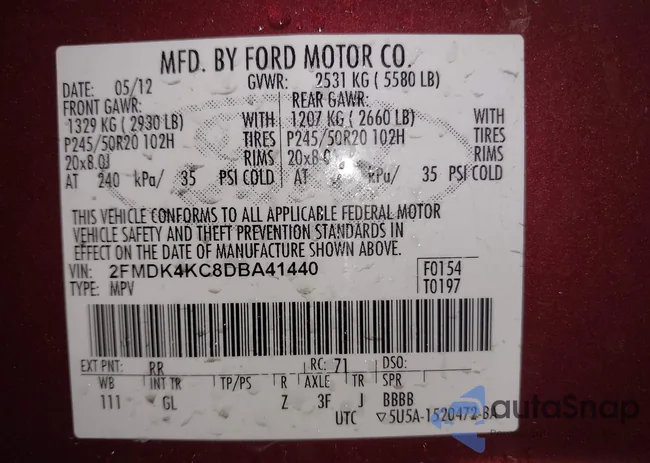 MFD. BY FORD MOTOR CO.
DATE: 05/12 GVWR: 2531 KG ( 5580 LB)
FRONT GAWR: REAR GAWR:
1329 KG ( 2930 LB) WITH 1207 KG ( 2660 LB) WITH
P245/50R20 102H TIRES P245/50R20 102H TIRES
20x8.0J RIMS 20x8.0J RIMS
AT 240 kPa/ 35 PSI COLD AT kPa/ 35 PSI COLD
THIS VEHICLE CONFORMS TO ALL APPLICABLE FEDERAL MOTOR
VEHICLE SAFETY AND THEFT PREVENTION STANDARDS IN
EFFECT ON THE DATE OF MANUFACTURE SHOWN ABOVE.
VIN: 2FMDK4KC8DBA41440 F0154
TYPE: MPV T0197
EXT PNT: RR RC: 71 DSO:
WB INT TR TP/PS R AXLE TR SPR
111 GL Z 3F J BBBB
UTC ▽5U5A-1520472-BA
autoSnap